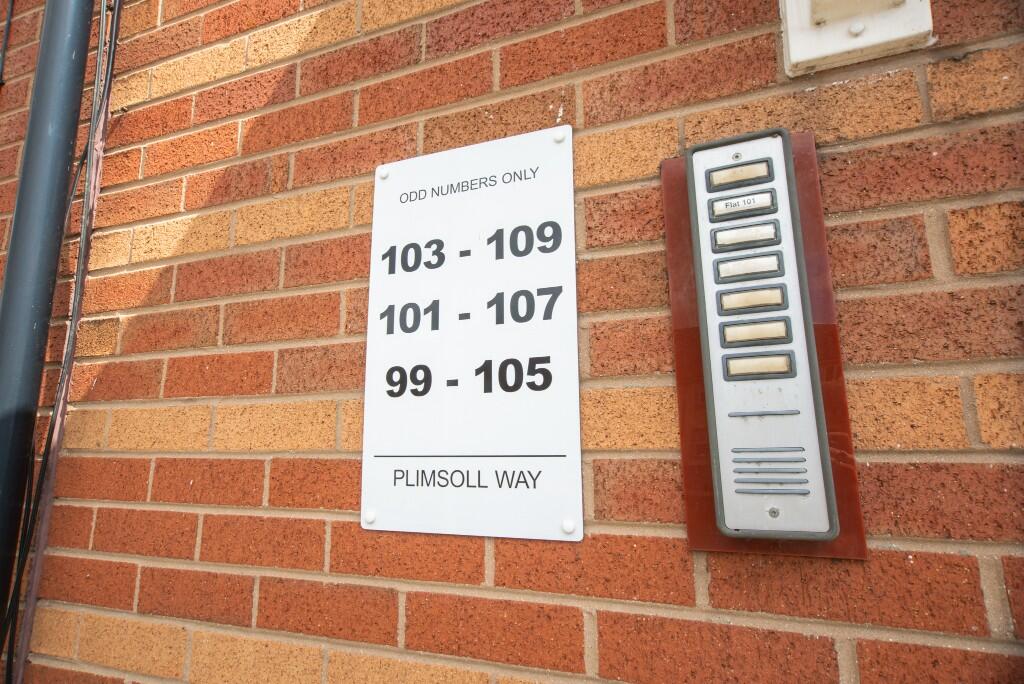 ODD NUMBERS ONLY
103 - 109
101 - 107
99 - 105
PLIMSOLL WAY
Flat 101